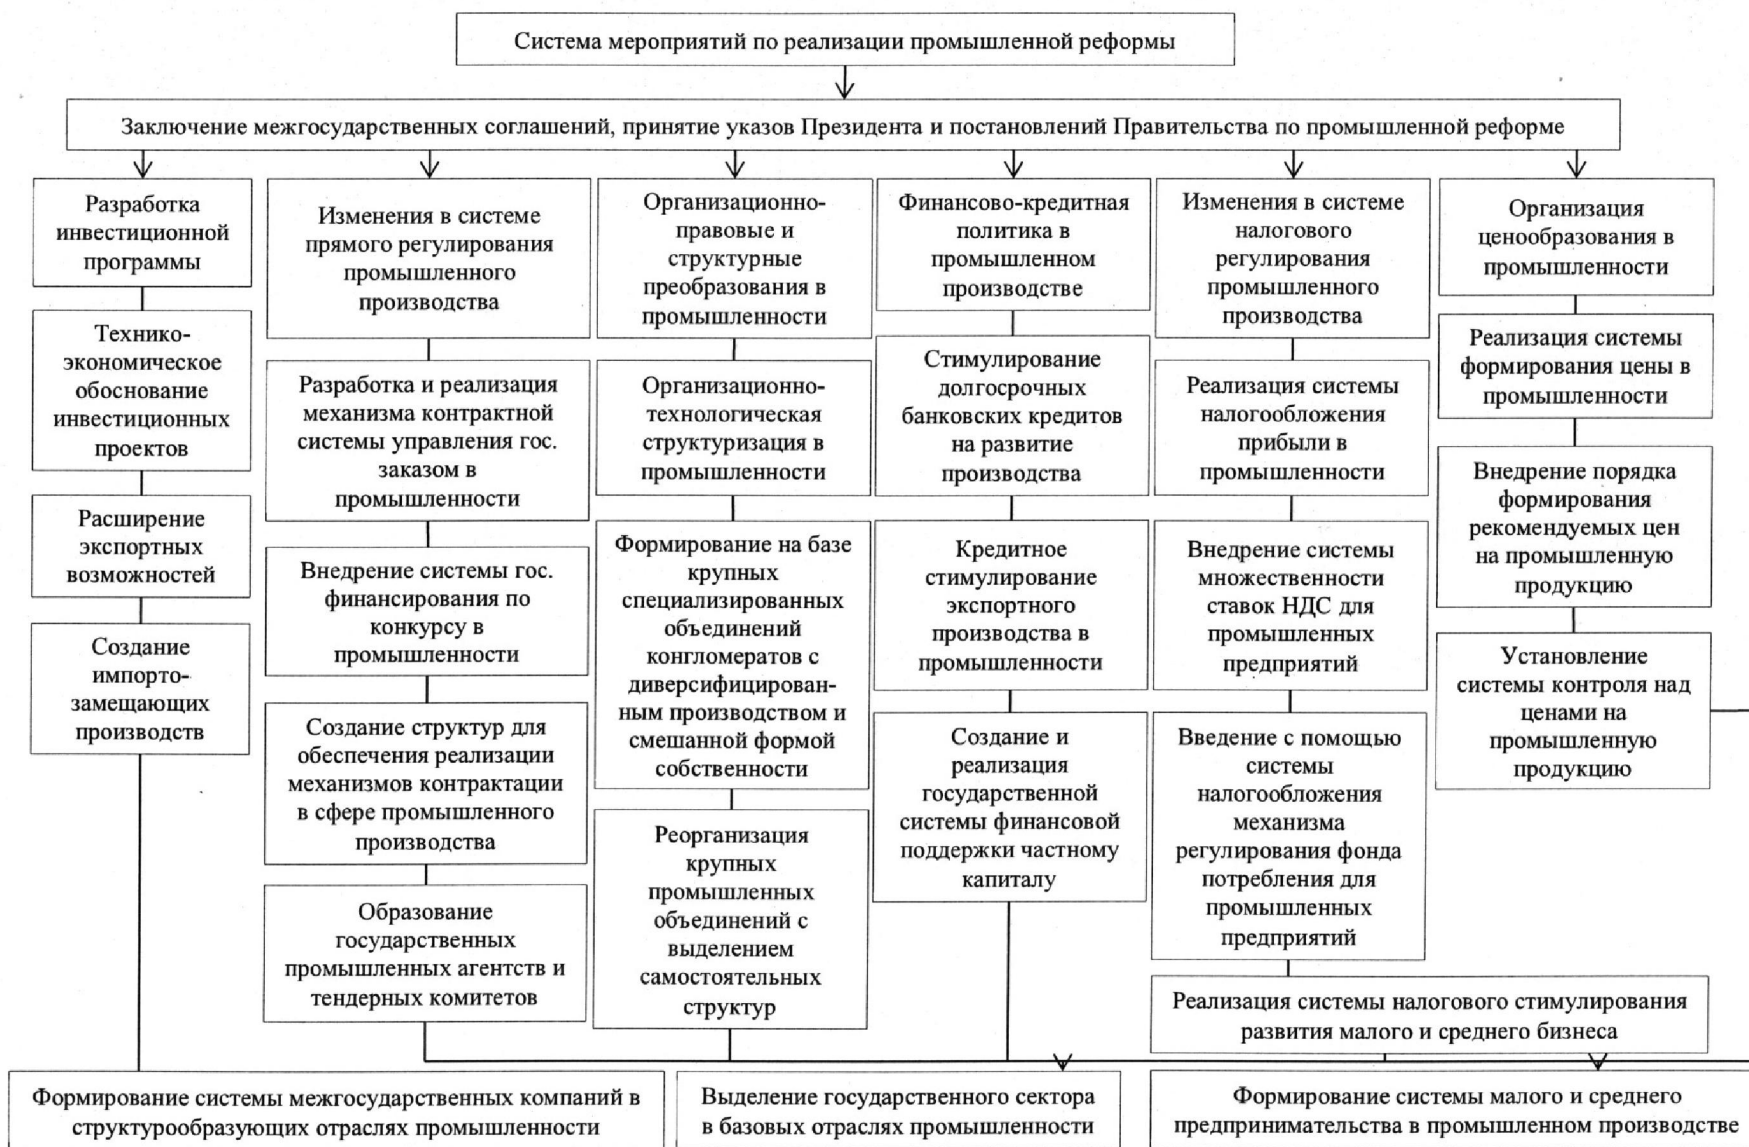 Система мероприятий по реализации промышленной реформы
Заключение межгосударственных соглашений, принятие указов Президента и постановлений Правительства по промышленной реформе
Разработка
инвестиционной
программы
Технико-
экономическое
обоснование
инвестиционных
проектов
Расширение
экспортных
возможностей
Создание
импорто-
замещающих
производств
Изменения в системе
прямого регулирования
промышленного
производства
Разработка и реализация
механизма контрактной
системы управления гос.
заказом в
промышленности
Внедрение системы гос.
финансирования по
конкурсу в
промышленности
Создание структур для
обеспечения реализации
механизмов контрактации
в сфере промышленного
производства
Образование
государственных
промышленных агентств и
тендерных комитетов
Организационно-
правовые и
структурные
преобразования в
промышленности
Организационно-
технологическая
структуризация в
промышленности
Формирование на базе
крупных
специализированных
объединений
конгломератов с
диверсифицирован-
ным производством и
смешанной формой
собственности
Реорганизация
крупных
промышленных
объединений с
выделением
самостоятельных
структур
Финансово-кредитная
политика в
промышленном
производстве
Стимулирование
долгосрочных
банковских кредитов
на развитие
производства
Кредитное
стимулирование
экспортного
производства в
промышленности
Создание и
реализация
государственной
системы финансовой
поддержки частному
капиталу
Изменения в системе
налогового
регулирования
промышленного
производства
Реализация системы
налогообложения
прибыли в
промышленности
Внедрение системы
множественности
ставок НДС для
промышленных
предприятий
Введение с помощью
системы
налогообложения
механизма
регулирования фонда
потребления для
промышленных
предприятий
Реализация системы налогового стимулирования
развития малого и среднего бизнеса
Организация
ценообразования в
промышленности
Реализация системы
формирования цены в
промышленности
Внедрение порядка
формирования
рекомендуемых цен
на промышленную
продукцию
Установление
системы контроля над
ценами на
промышленную
продукцию
Формирование системы межгосударственных компаний в
структурообразующих отраслях промышленности
Выделение государственного сектора
в базовых отраслях промышленности
Формирование системы малого и среднего
предпринимательства в промышленном производстве